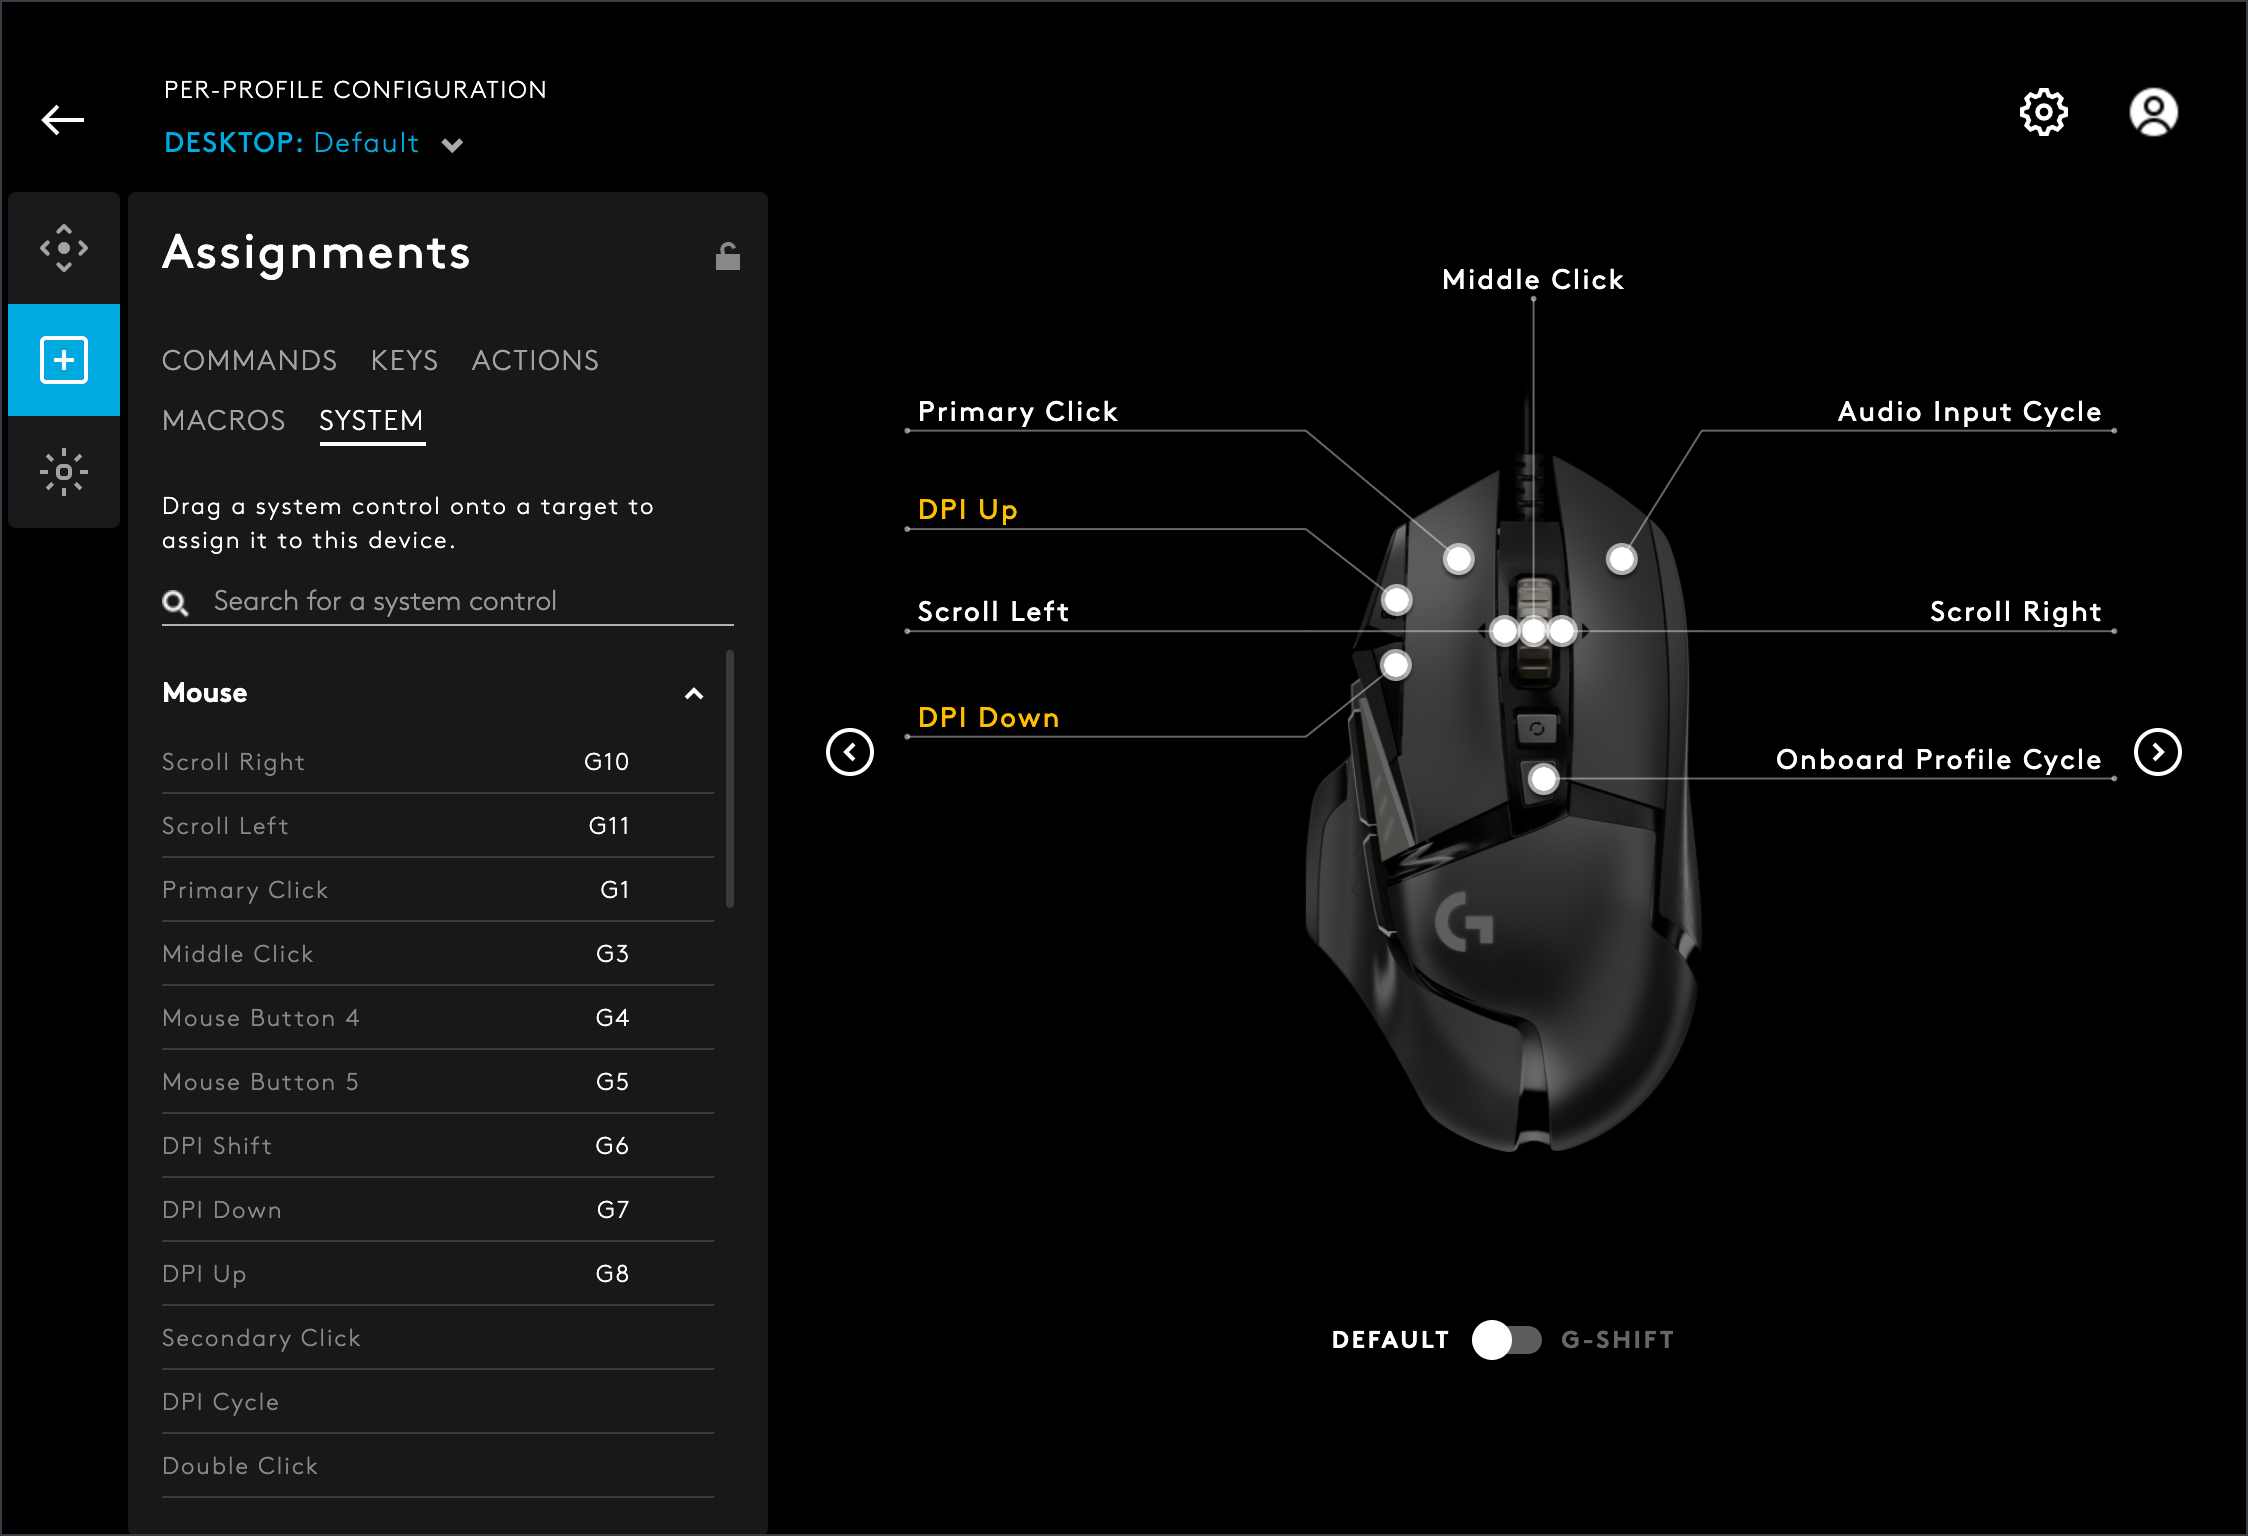 PER-PROFILE CONFIGURATION
DESKTOP: Default
Assignments
COMMANDS KEYS ACTIONS
MACROS SYSTEM
Drag a system control onto a target to
assign it to this device.
Search for a system control
Mouse
Scroll Right G10
Scroll Left G11
Primary Click G1
Middle Click G3
Mouse Button 4 G4
Mouse Button 5 G5
DPI Shift G6
DPI Down G7
DPI Up G8
Secondary Click
DPI Cycle
Double Click
Middle Click
Primary Click
Audio Input Cycle
DPI Up
Scroll Left
Scroll Right
DPI Down
Onboard Profile Cycle
G
DEFAULT G-SHIFT